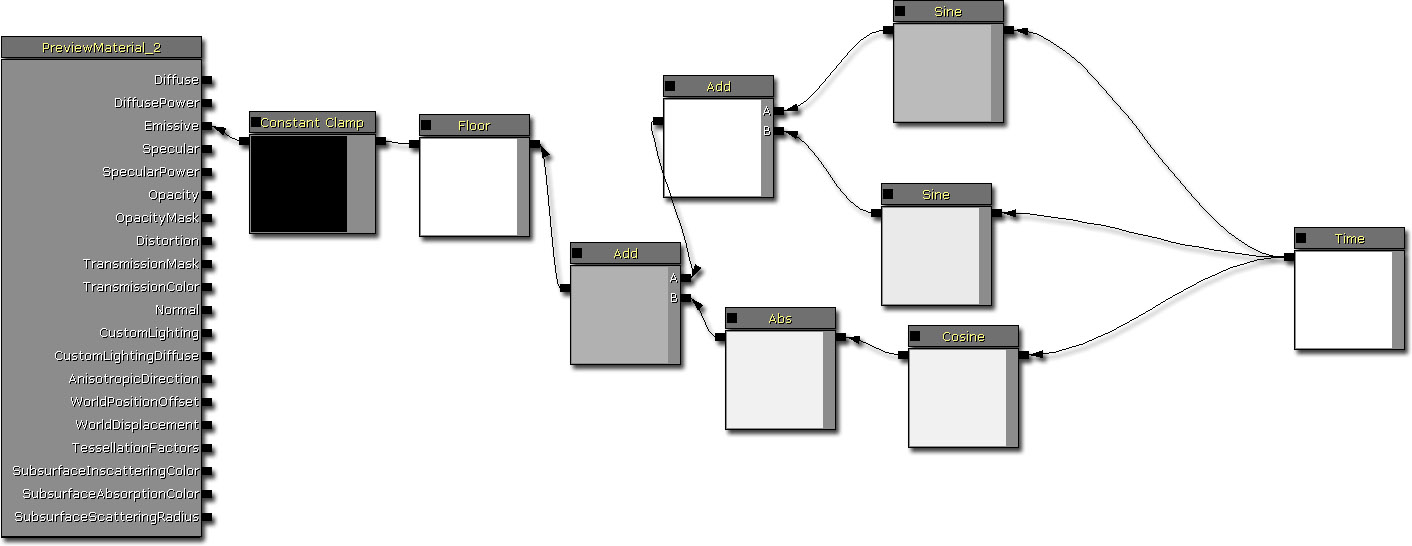 PreviewMaterial_2
Diffuse
DiffusePower
Emissive
Specular
SpecularPower
Opacity
OpacityMask
Distortion
TransmissionMask
TransmissionColor
Normal
CustomLighting
CustomLightingDiffuse
AnisotropicDirection
WorldPositionOffset
WorldDisplacement
TessellationFactors
SubsurfaceInscatteringColor
SubsurfaceAbsorptionColor
SubsurfaceScatteringRadius
Constant Clamp
Floor
Add
A
B
Add
A
B
Sine
Sine
Abs
Cosine
Time